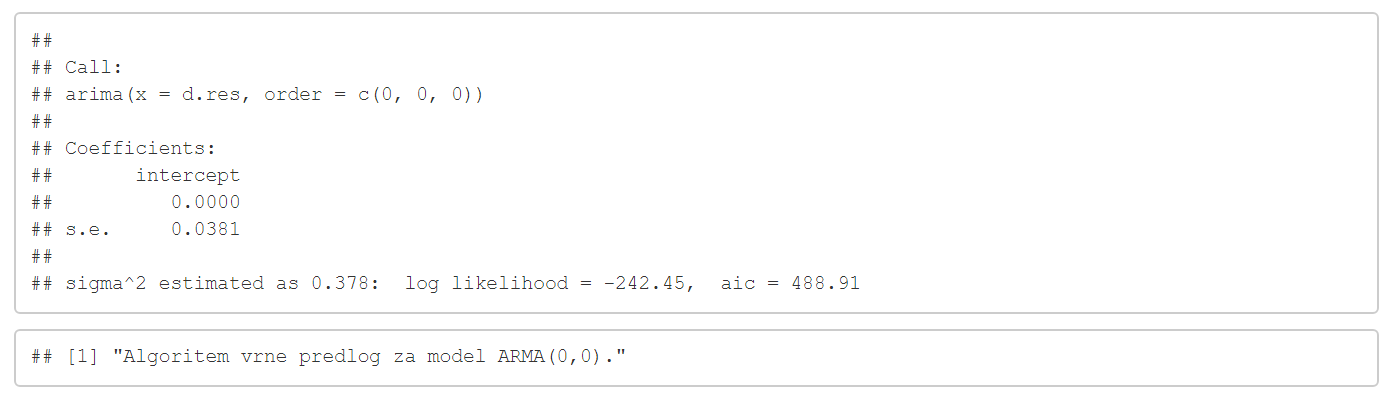 ##
## Call:
## arima(x = d.res, order = c(0, 0, 0))
##
## Coefficients:
##       intercept
##          0.0000
## s.e.     0.0381
##
## sigma^2 estimated as 0.378:  log likelihood = -242.45,  aic = 488.91
## [1] "Algoritem vrne predlog za model ARMA(0,0)."